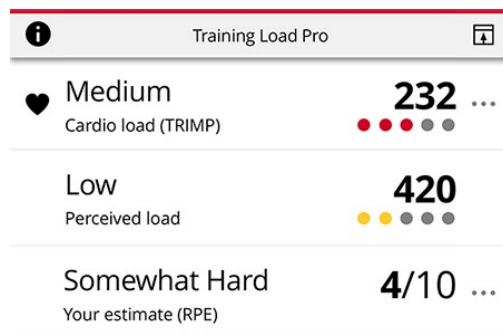 Training Load Pro
Medium
232
Cardio load (TRIMP)
Low
420
Perceived load
Somewhat Hard
4/10
Your estimate (RPE)